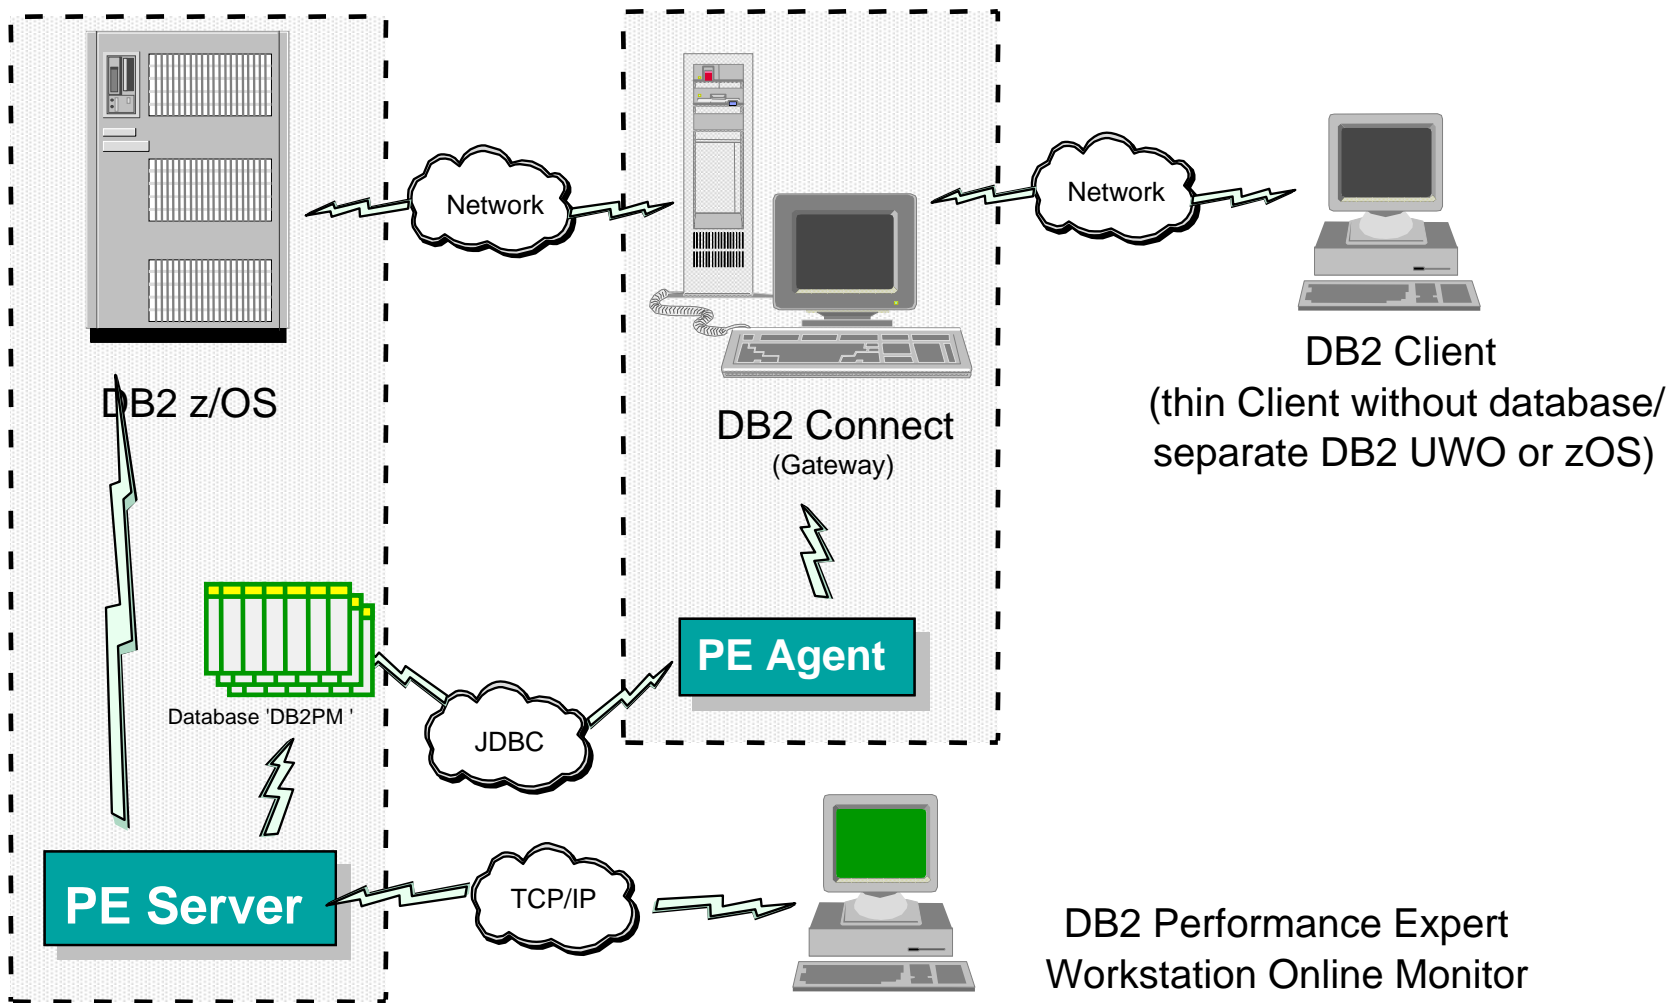 Network
Network
DB2 Client
(thin Client without database/
separate DB2 UWO or zOS)
DB2 z/OS
DB2 Connect
(Gateway)
PE Agent
Database 'DB2PM '
JDBC
PE Server
TCP/IP
DB2 Performance Expert
Workstation Online Monitor